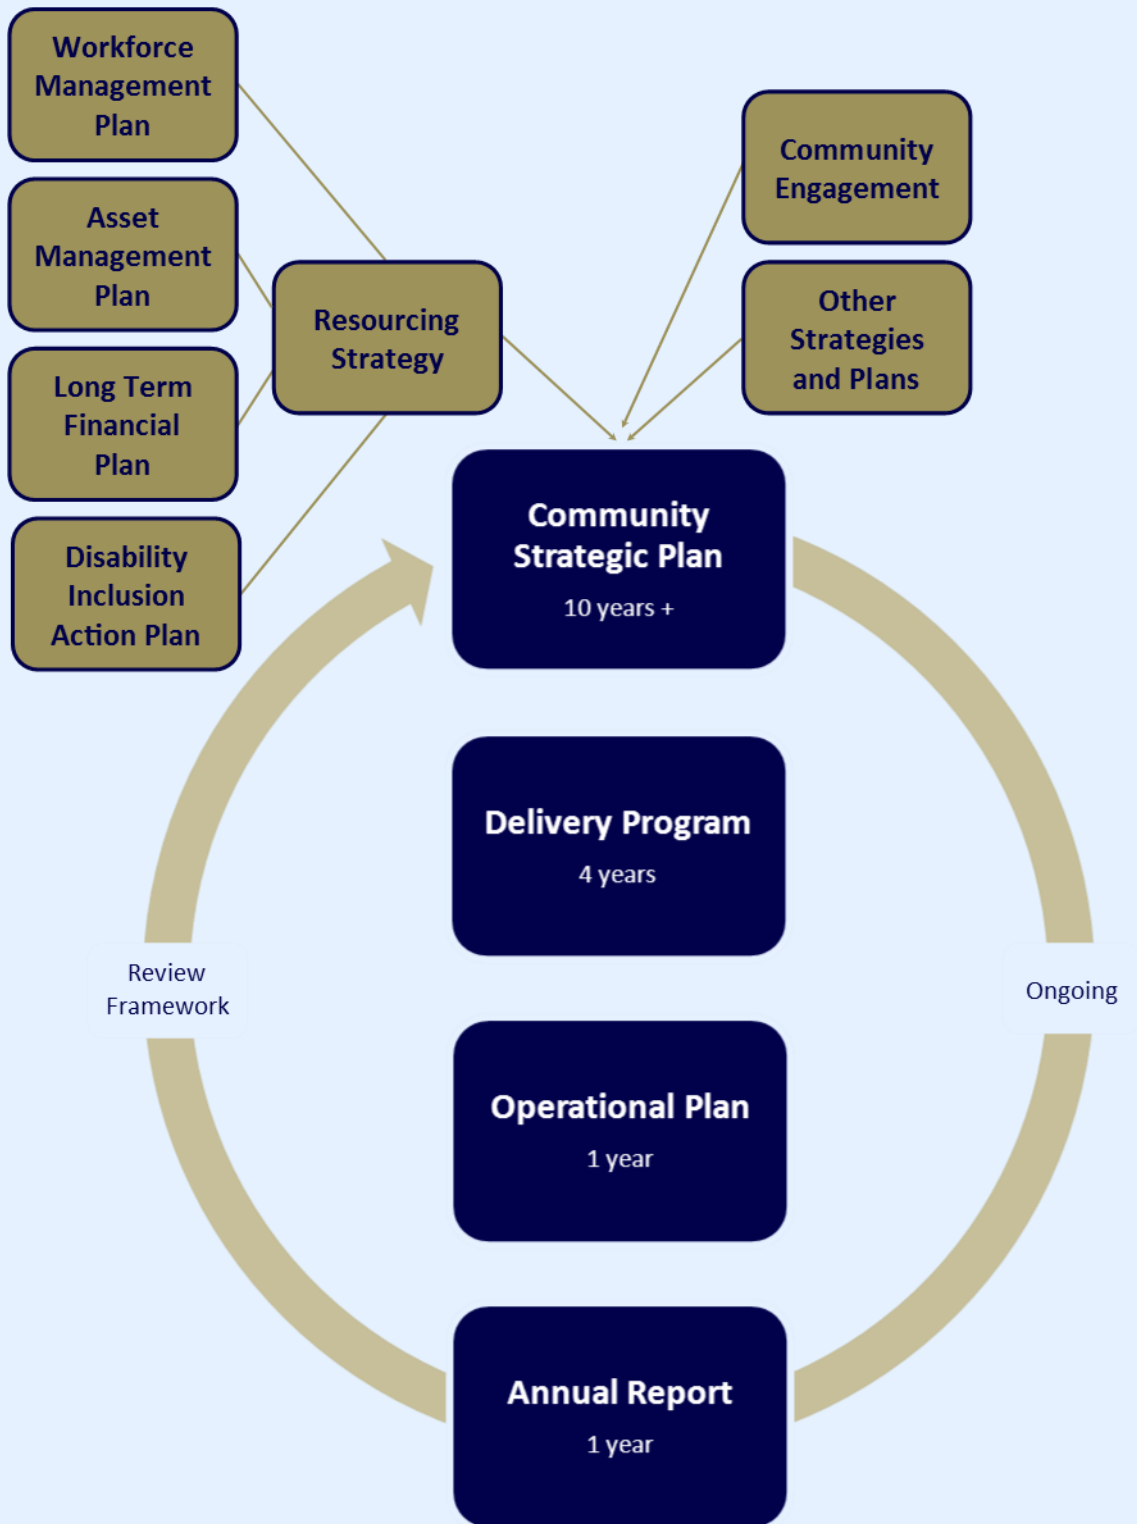 Workforce
Management
Plan
Asset
Management
Plan
Long Term
Financial
Plan
Disability
Inclusion
Action Plan
Resourcing
Strategy
Community
Engagement
Other
Strategies
and Plans
Community
Strategic Plan
10 years +
Delivery Program
4 years
Review
Framework
Ongoing
Operational Plan
1 year
Annual Report
1 year